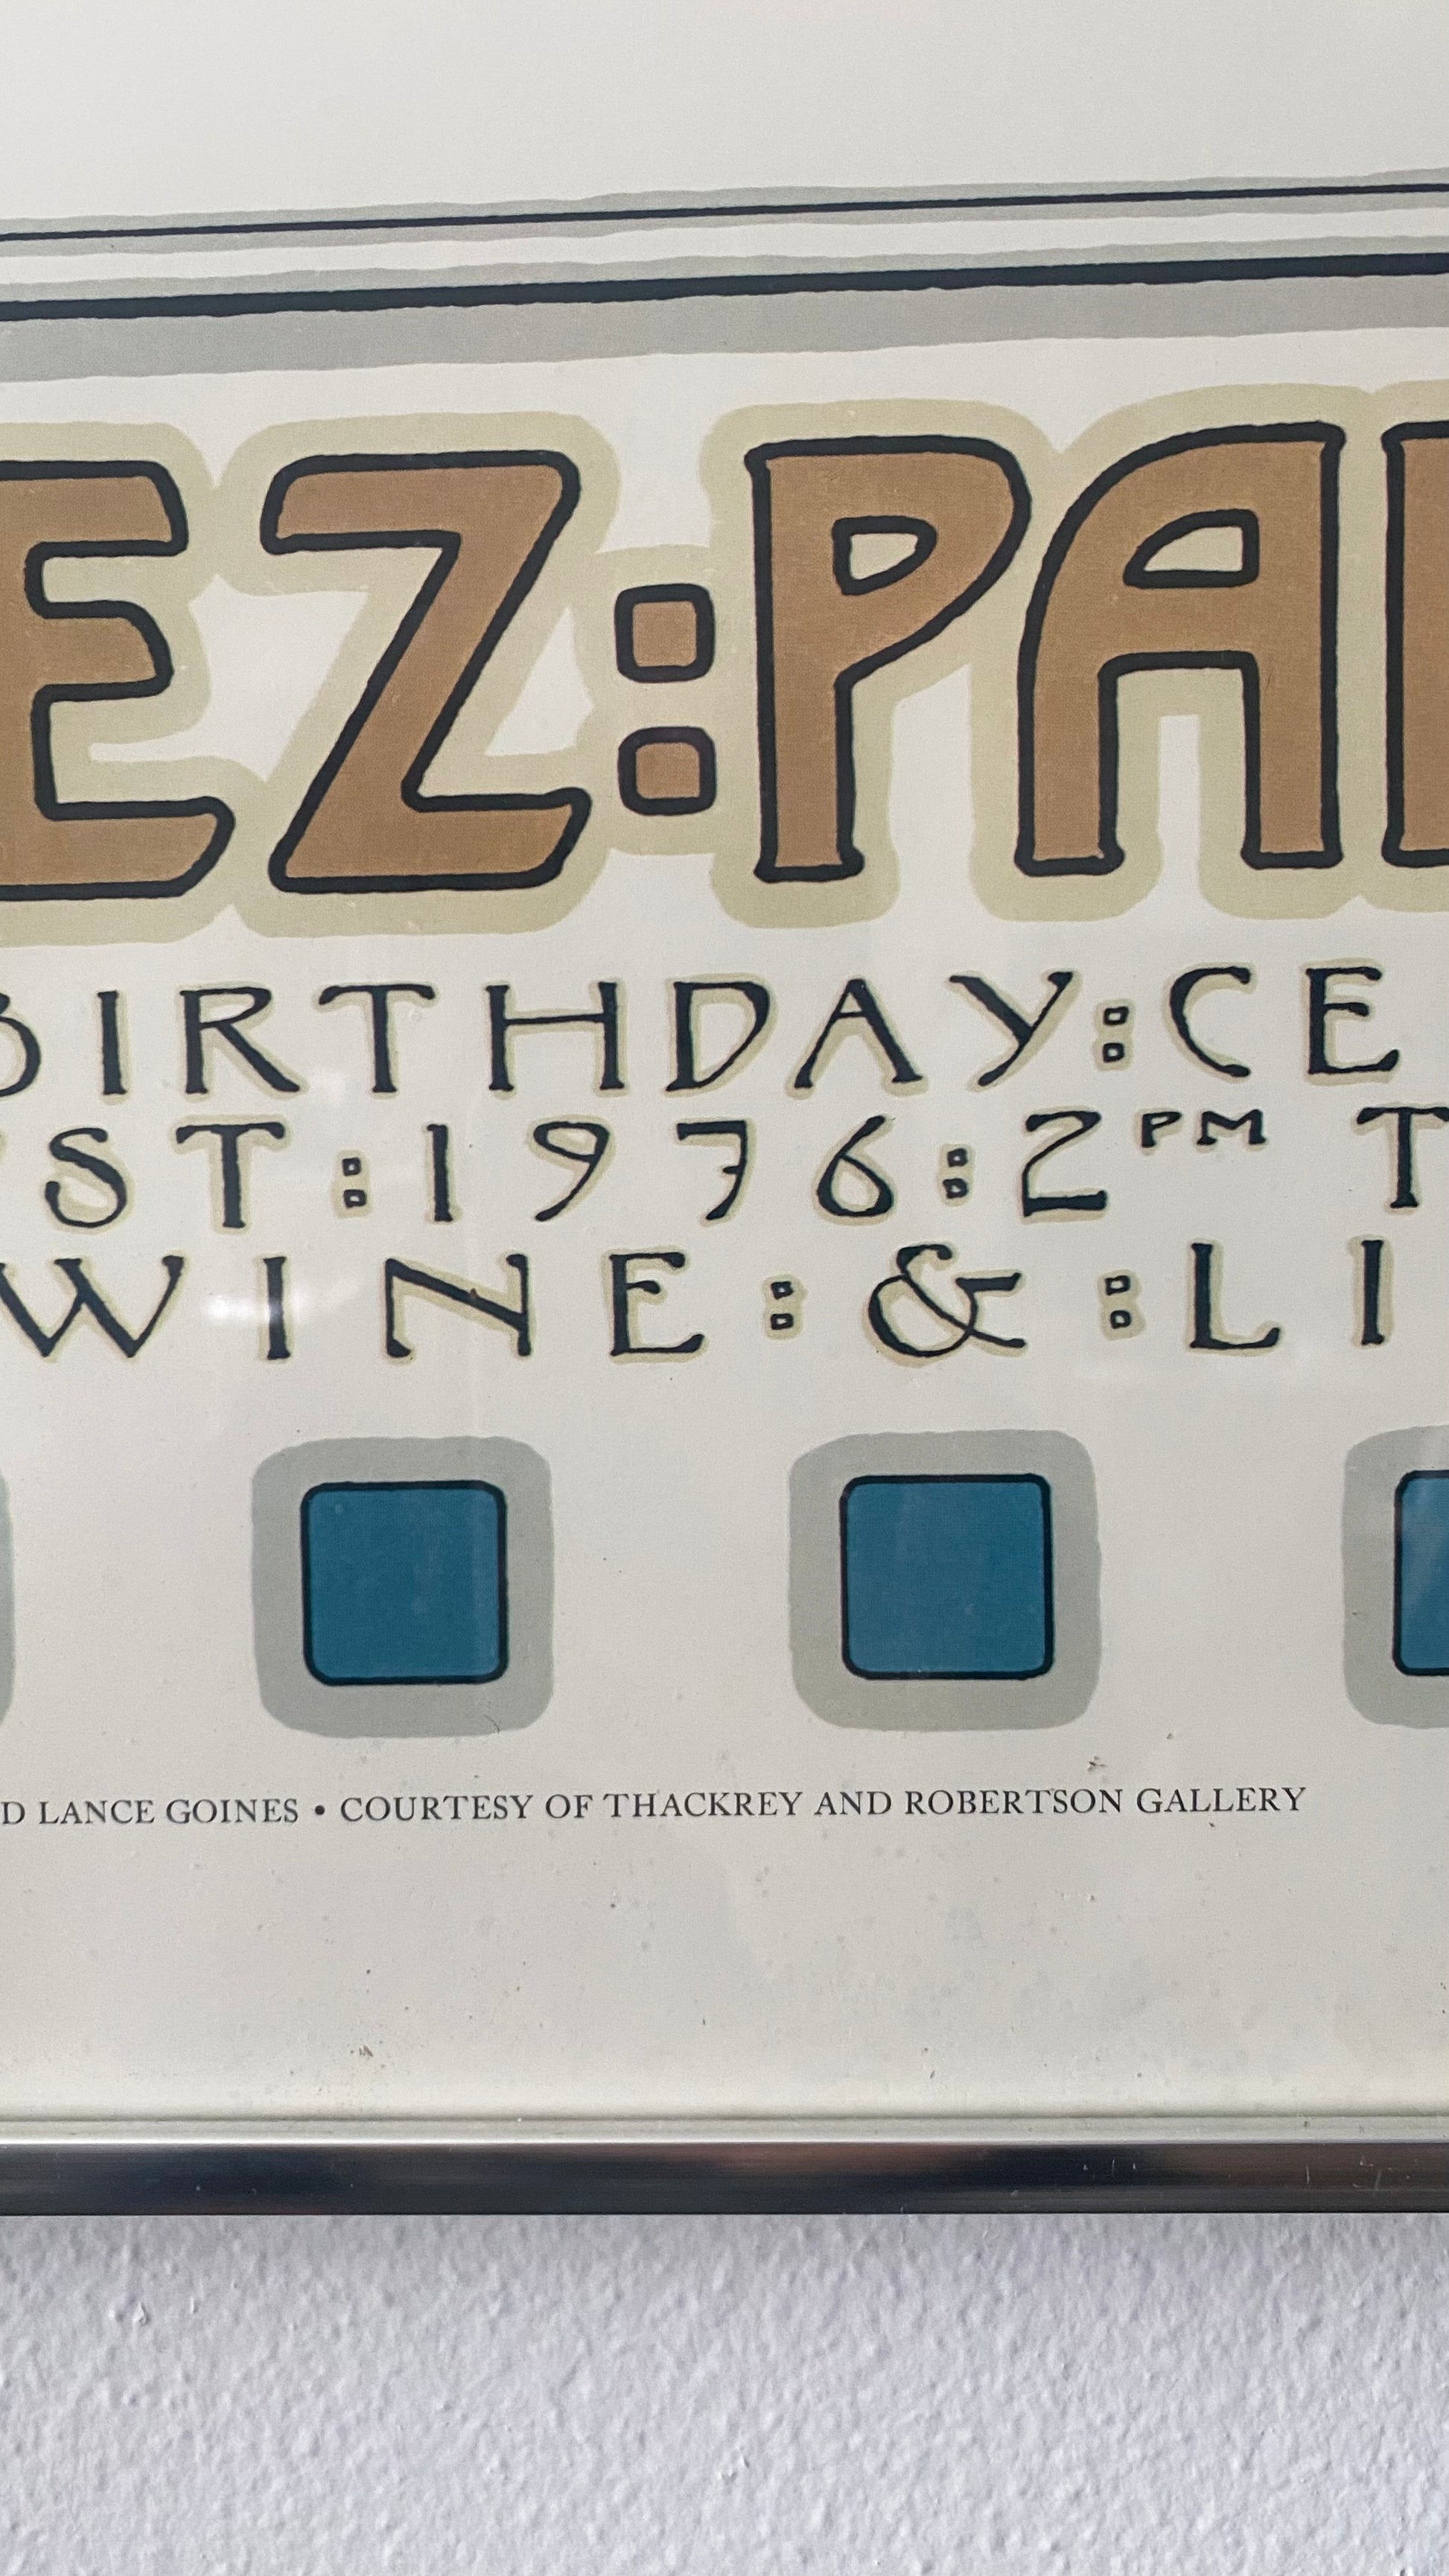 EZ:PA
BIRTHDAY:CE
ST:1976:2PM T
WINE:&:LI
D LANCE GOINES • COURTESY OF THACKREY AND ROBERTSON GALLERY